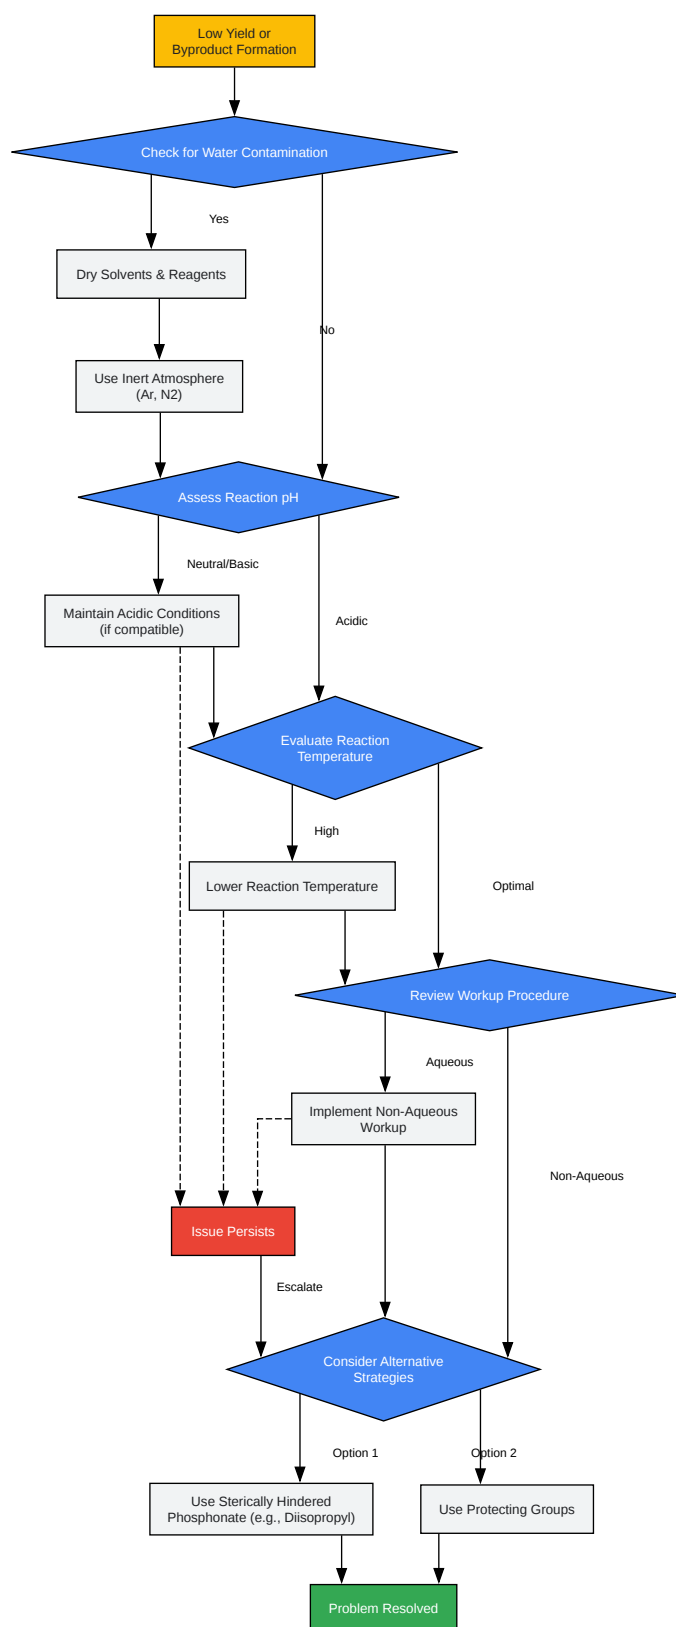 Low Yield or
Byproduct Formation
Check for Water Contamination
Yes
Dry Solvents & Reagents
No
Use Inert Atmosphere
(Ar, N2)
Assess Reaction pH
Neutral/Basic
Maintain Acidic Conditions
(if compatible)
Acidic
Evaluate Reaction
Temperature
High
Lower Reaction Temperature
Optimal
Review Workup Procedure
Aqueous
Implement Non-Aqueous
Workup
Non-Aqueous
Issue Persists
Escalate
Consider Alternative
Strategies
Option 1
Option 2
Use Sterically Hindered
Phosphonate (e.g., Diisopropyl)
Use Protecting Groups
Problem Resolved